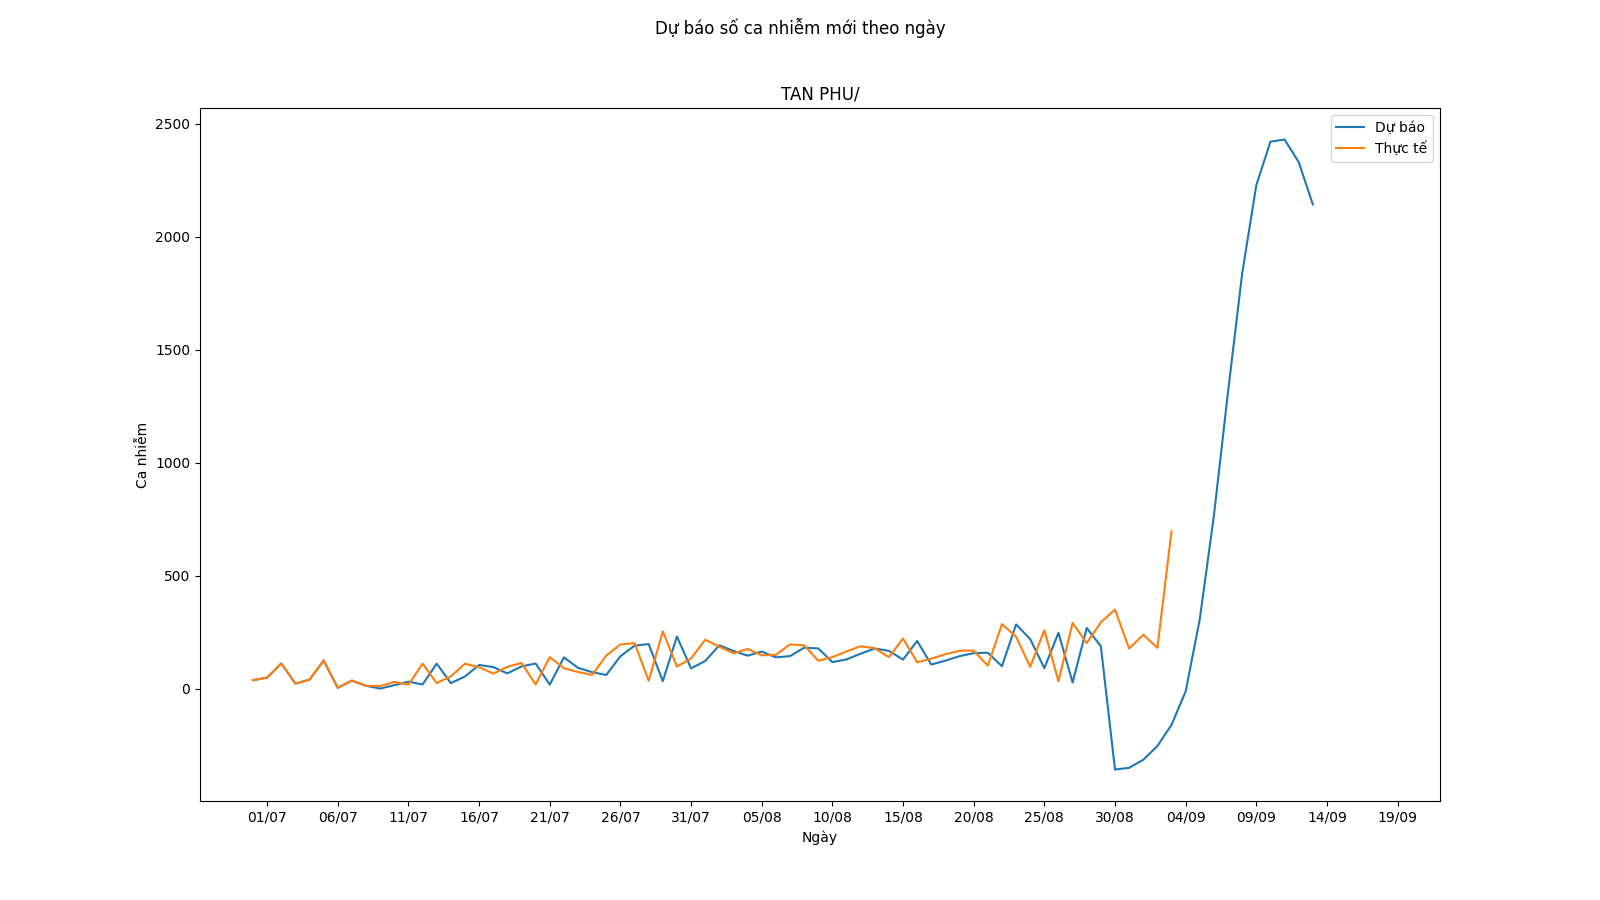 Dự báo số ca nhiễm mới theo ngày
TAN PHU/
Dự báo
Thực tế
2500
2000
1500
1000
500
0
Ca nhiễm
01/07 06/07 11/07 16/07 21/07 26/07 31/07 05/08 10/08 15/08 20/08 25/08 30/08 04/09 09/09 14/09 19/09
Ngày